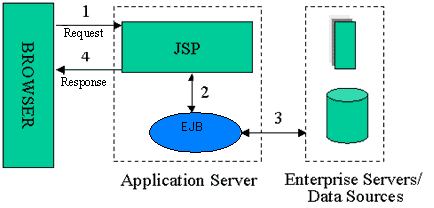 BROWSER
1
Request
4
Response
JSP
2
EJB
3
Application Server
Enterprise Servers/
Data Sources